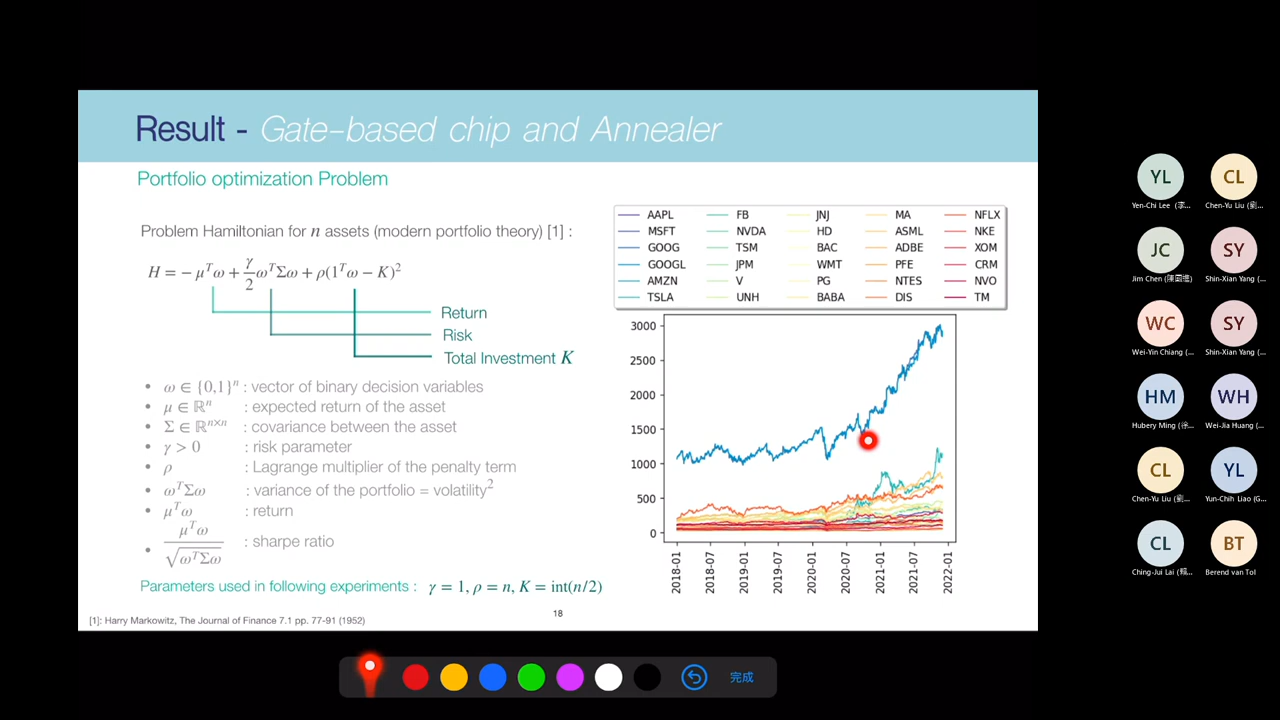 Result - Gate-based chip and Annealer
Portfolio optimization Problem
Problem Hamiltonian for n assets (modern portfolio theory) [1] :
H = − μᵀω + γ/2 ωᵀΣω + ρ(1ᵀω − K)²
Return
Risk
Total Investment K
• ω ∈ {0,1}ⁿ : vector of binary decision variables
• μ ∈ ℝⁿ : expected return of the asset
• Σ ∈ ℝⁿˣⁿ : covariance between the asset
• γ > 0 : risk parameter
• ρ : Lagrange multiplier of the penalty term
• ωᵀΣω : variance of the portfolio = volatility²
• μᵀω : return
• μᵀω / √(ωᵀΣω) : sharpe ratio
Parameters used in following experiments : γ = 1, ρ = n, K = int(n/2)
[1]: Harry Markowitz, The Journal of Finance 7.1 pp. 77-91 (1952)
18
AAPL FB JNJ MA NFLX
MSFT NVDA HD ASML NKE
GOOG TSM BAC ADBE XOM
GOOGL JPM WMT PFE CRM
AMZN V PG NTES NVO
TSLA UNH BABA DIS TM
3000
2500
2000
1500
1000
500
0
2018-01 2018-07 2019-01 2019-07 2020-01 2020-07 2021-01 2021-07 2022-01
YL CL
Yen-Chi Lee (李... Chen-Yu Liu (劉...
JC SY
Jim Chen (陳國進) Shin-Xian Yang (...
WC SY
Wei-Yin Chiang (... Shin-Xian Yang (...
HM WH
Hubery Ming (徐... Wei-Jia Huang (...
CL YL
Chen-Yu Liu (劉... Yun-Chih Liao (G...
CL BT
Ching-Jui Lai (賴... Berend van Tol
完成